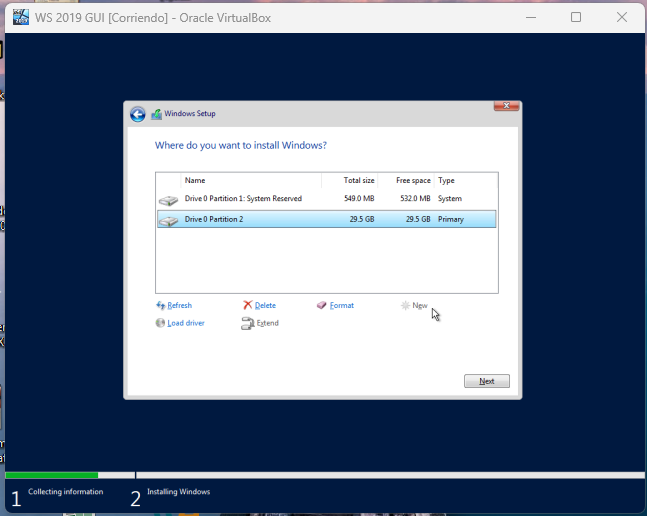 WS 2019 GUI [Corriendo] - Oracle VirtualBox
Windows Setup
Where do you want to install Windows?
Name Total size Free space Type
Drive 0 Partition 1: System Reserved 549.0 MB 532.0 MB System
Drive 0 Partition 2 29.5 GB 29.5 GB Primary
Refresh Delete Format New
Load driver Extend
Next
1 Collecting information 2 Installing Windows